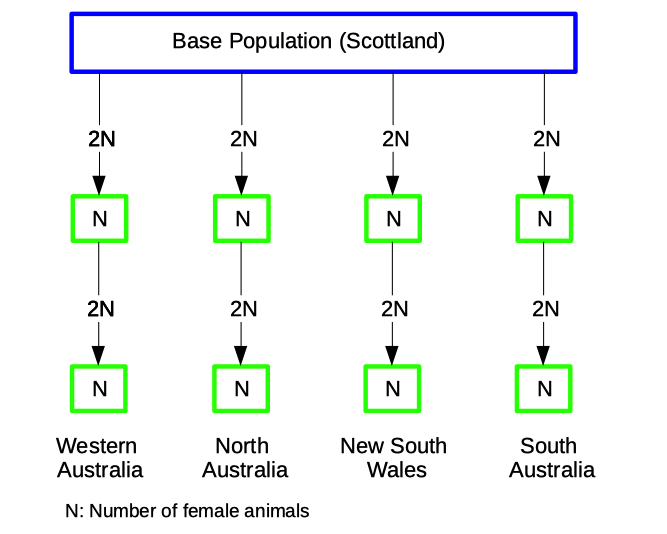 Base Population (Scottland)
2N 2N 2N 2N
N N N N
2N 2N 2N 2N
N N N N
Western North New South South
Australia Australia Wales Australia
N: Number of female animals